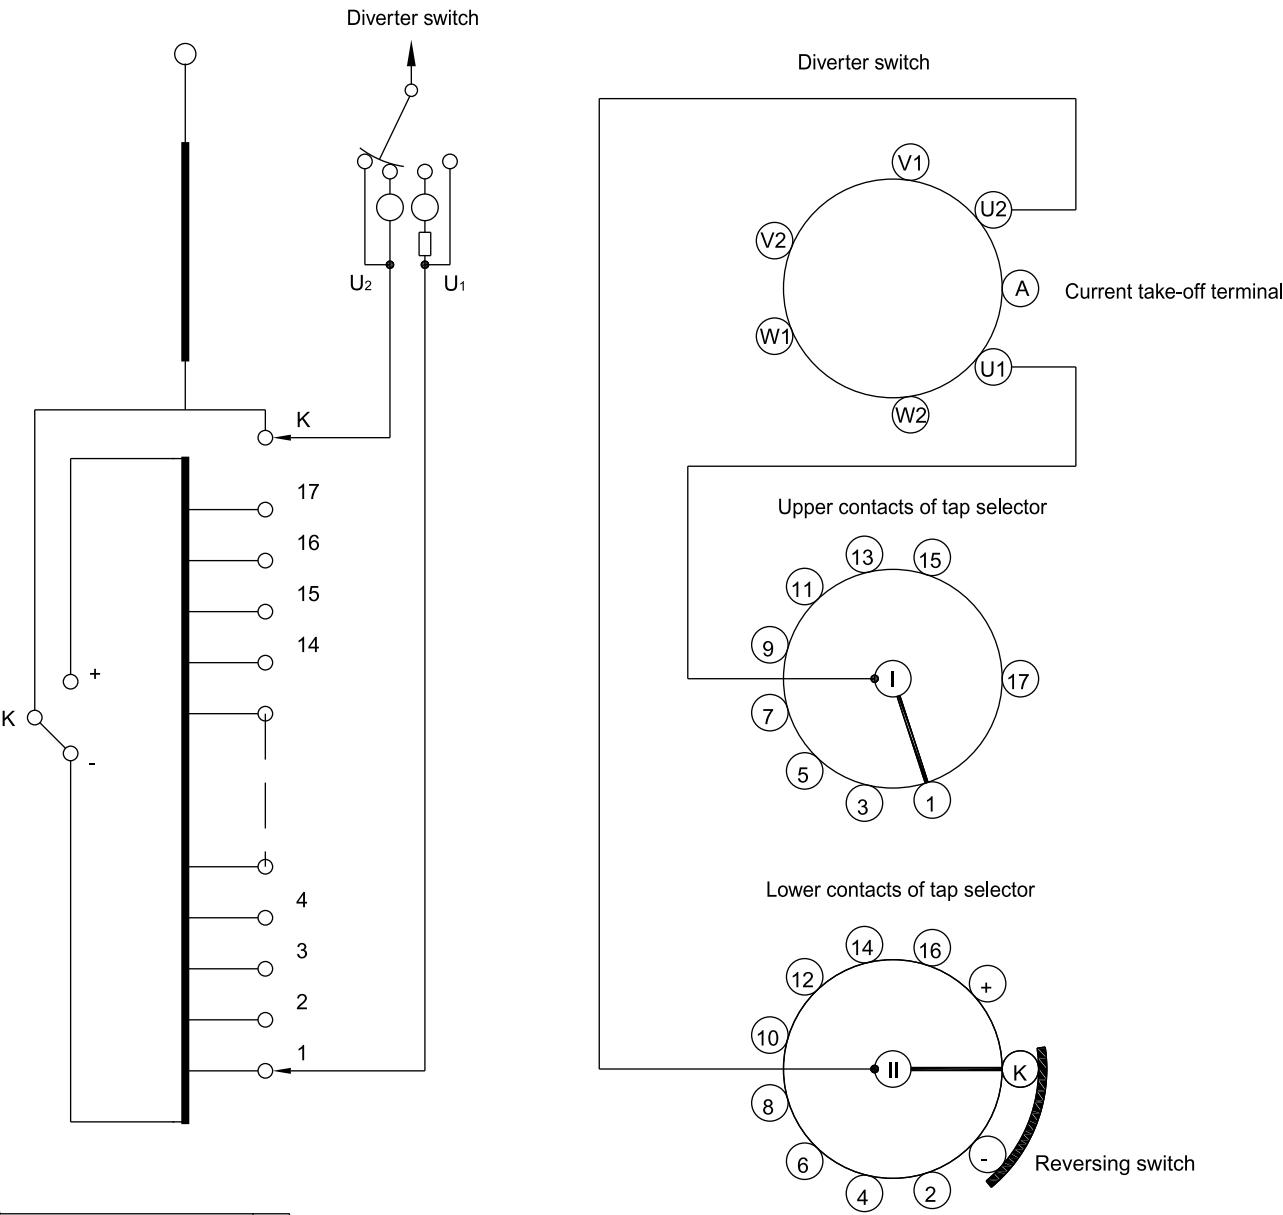 Diverter switch
U2 U1
K
17
16
15
14
+
K
-
4
3
2
1
Diverter switch
V1
U2
V2
A
Current take-off terminal
W1
U1
W2
Upper contacts of tap selector
13 15
11
9
I
17
7
5
3 1
Lower contacts of tap selector
14 16
12 +
10
II K
8
6 -
Reversing switch
4 2